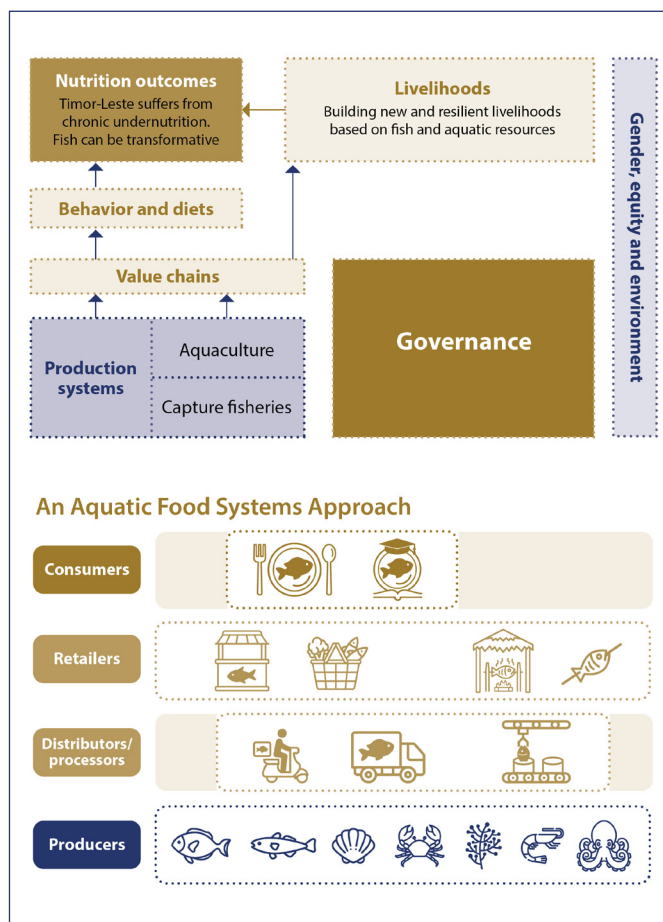 Nutrition outcomes
Timor-Leste suffers from
chronic undernutrition.
Fish can be transformative
Livelihoods
Building new and resilient livelihoods
based on fish and aquatic resources
Gender, equity and environment
Behavior and diets
Value chains
Production
systems
Aquaculture
Capture fisheries
Governance
An Aquatic Food Systems Approach
Consumers
Retailers
Distributors/
processors
Producers